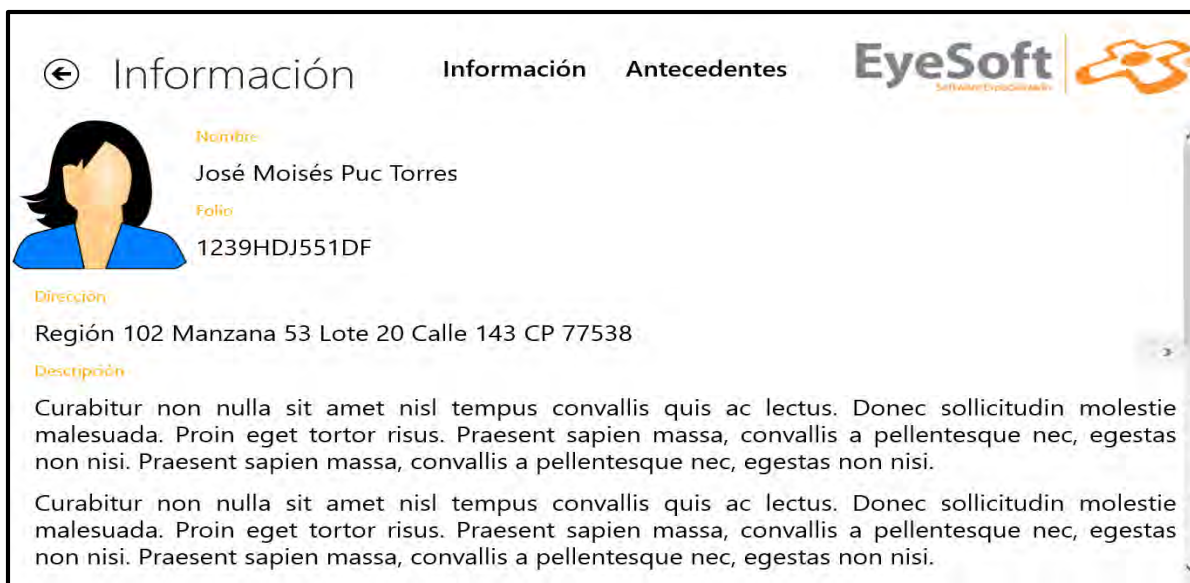 Información
Información Antecedentes
EyeSoft
Nombre
José Moisés Puc Torres
Folio
1239HDJ551DF
Dirección
Región 102 Manzana 53 Lote 20 Calle 143 CP 77538
Descripción
Curabitur non nulla sit amet nisl tempus convallis quis ac lectus. Donec sollicitudin molestie
malesuada. Proin eget tortor risus. Praesent sapien massa, convallis a pellentesque nec, egestas
non nisi. Praesent sapien massa, convallis a pellentesque nec, egestas non nisi.
Curabitur non nulla sit amet nisl tempus convallis quis ac lectus. Donec sollicitudin molestie
malesuada. Proin eget tortor risus. Praesent sapien massa, convallis a pellentesque nec, egestas
non nisi. Praesent sapien massa, convallis a pellentesque nec, egestas non nisi.